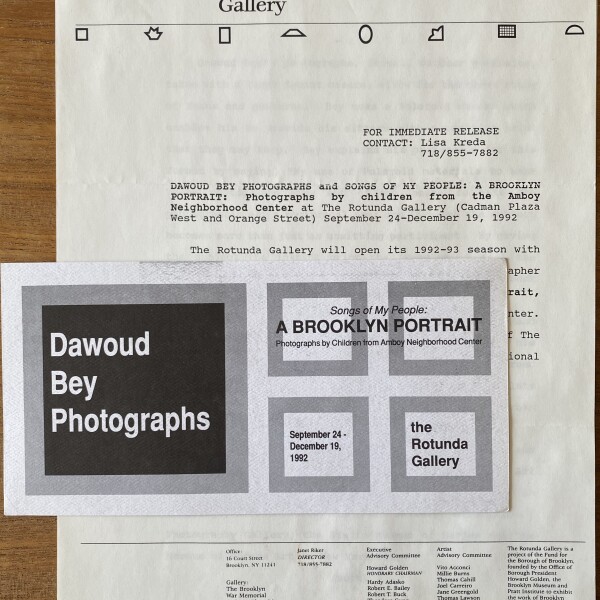 Gallery
FOR IMMEDIATE RELEASE
CONTACT: Lisa Kreda
718/855-7882
DAWOUD BEY PHOTOGRAPHS and SONGS OF MY PEOPLE: A BROOKLYN
PORTRAIT: Photographs by children from the Amboy
Neighborhood Center at The Rotunda Gallery (Cadman Plaza
West and Orange Street) September 24-December 19, 1992
The Rotunda Gallery will open its 1992-93 season with
Dawoud
Bey
Photographs
Songs of My People:
A BROOKLYN PORTRAIT
Photographs by Children from Amboy Neighborhood Center
September 24 -
December 19,
1992
the
Rotunda
Gallery
Office:
16 Court Street
Brooklyn, NY 11241
Gallery:
The Brooklyn
War Memorial
Janet Riker
DIRECTOR
718/855-7882
Executive
Advisory Committee
Howard Golden
HONORARY CHAIRMAN
Hardy Adasko
Robert E. Bailey
Robert T. Buck
Artist
Advisory Committee
Vito Acconci
Millie Burns
Thomas Cahill
Joel Carreiro
Jane Greengold
Thomas Lawson
The Rotunda Gallery is a
project of the Fund for
the Borough of Brooklyn,
founded by the Office of
Borough President
Howard Golden, the
Brooklyn Museum and
Pratt Institute to exhibit
the work of Brooklyn